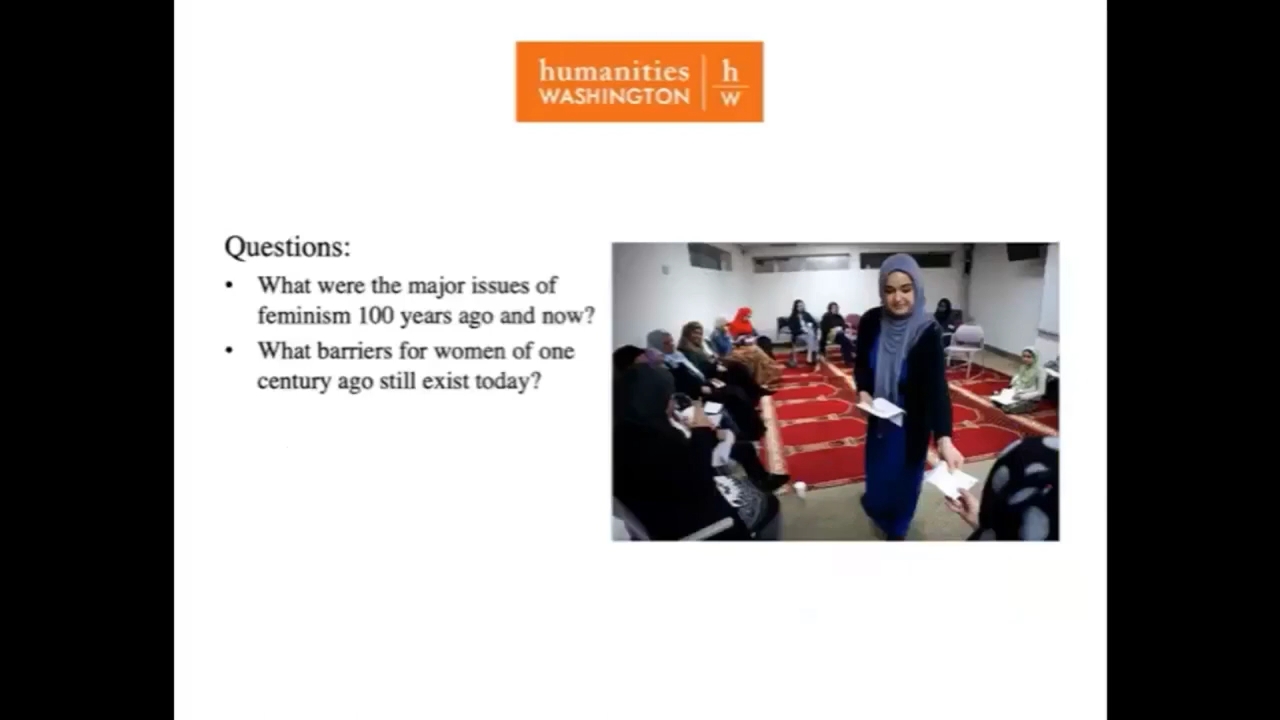 humanities
WASHINGTON
h
w
Questions:
• What were the major issues of
feminism 100 years ago and now?
• What barriers for women of one
century ago still exist today?